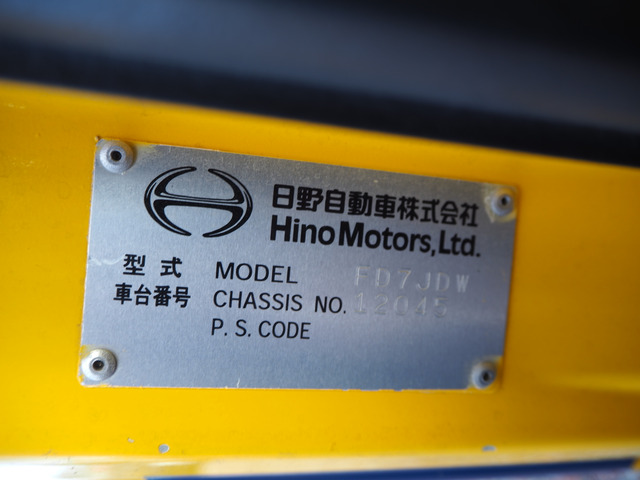 日野自動車株式会社
Hino Motors, Ltd.
型式 MODEL FD7JDW
車台番号 CHASSIS NO. 12045
P. S. CODE